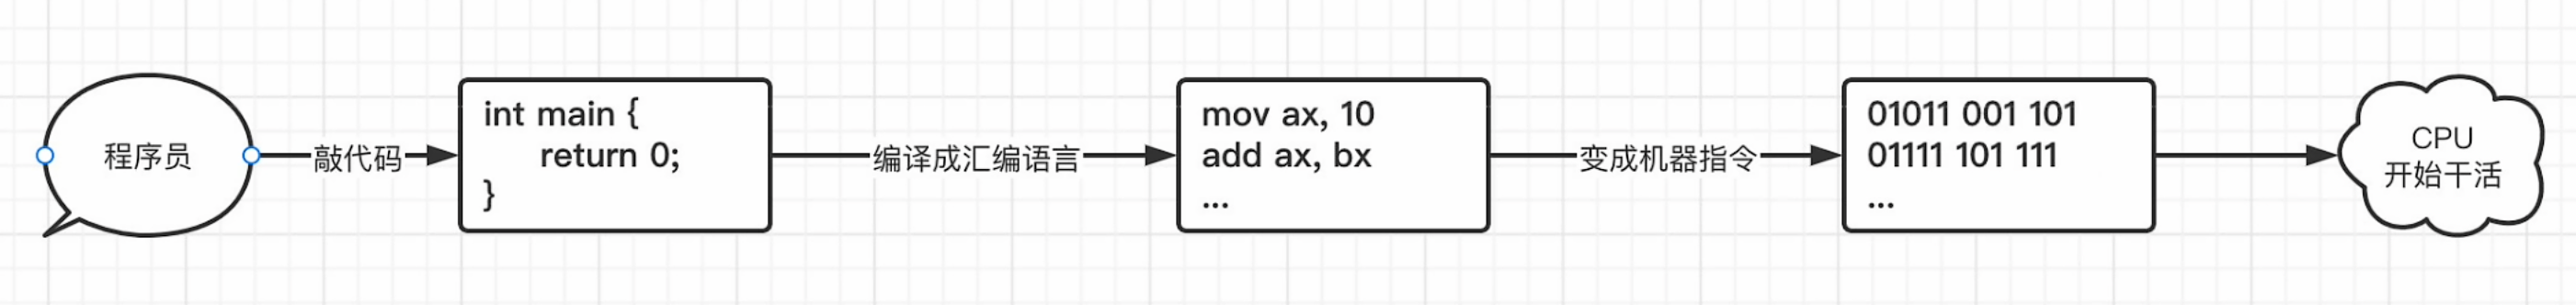 程序员
敲代码
int main {
return 0;
}
编译成汇编语言
mov ax, 10
add ax, bx
...
变成机器指令
01011 001 101
01111 101 111
...
CPU
开始干活